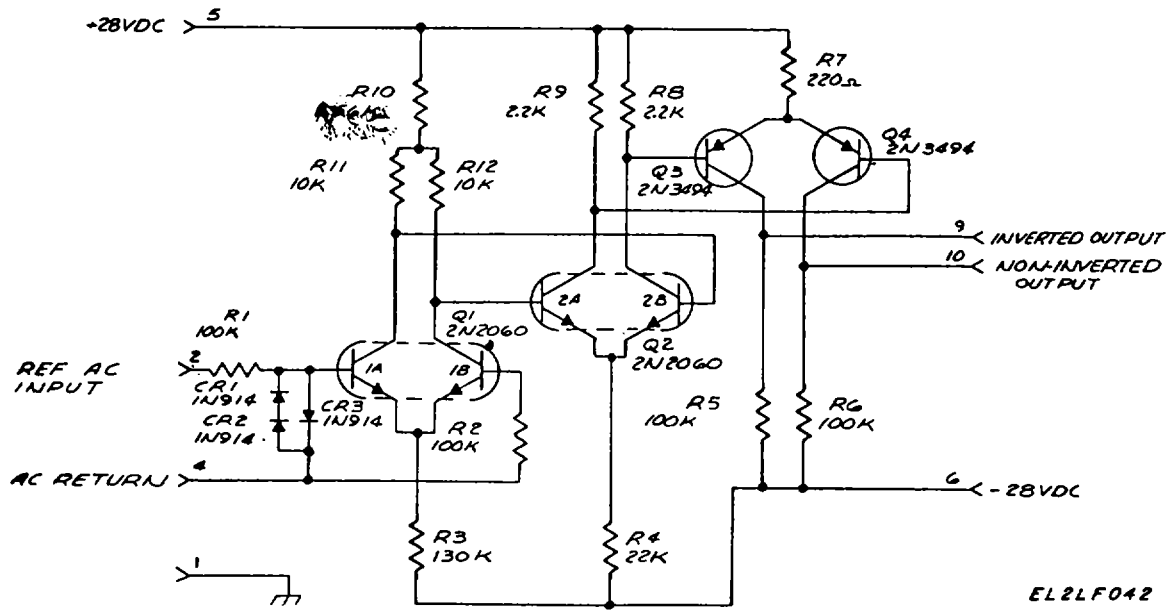 +28VDC
5
R10
R11
10K
R12
10K
R9
2.2K
R8
2.2K
R7
220Ω
Q3
2N3494
Q4
2N3494
9
INVERTED OUTPUT
10
NON-INVERTED
OUTPUT
R1
100K
2
REF AC
INPUT
CR1
1N914
CR2
1N914
CR3
1N914
1A
1B
Q1
2N2060
2A
2B
Q2
2N2060
R2
100K
R5
100K
R6
100K
4
AC RETURN
6
-28VDC
R3
130K
R4
22K
1
EL2LF042